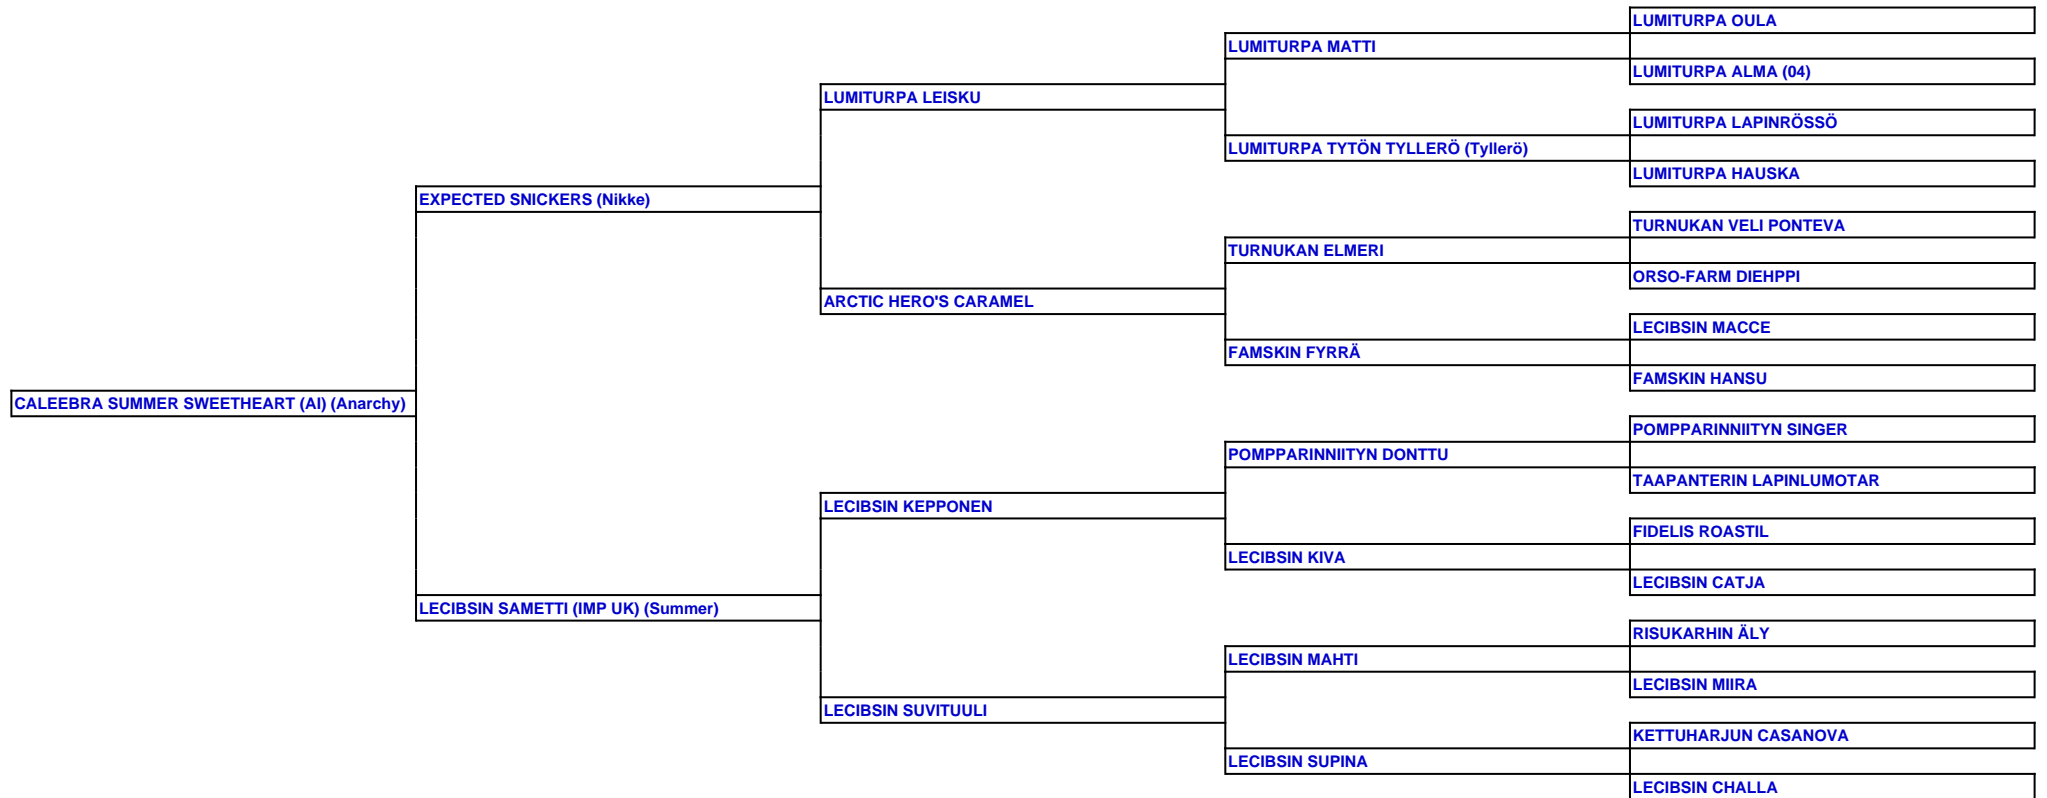 LUMITURPA OULA
LUMITURPA MATTI
LUMITURPA ALMA (04)
LUMITURPA LEISKU
LUMITURPA LAPINRÖSSÖ
LUMITURPA TYTÖN TYLLERÖ (Tyllerö)
LUMITURPA HAUSKA
EXPECTED SNICKERS (Nikke)
TURNUKAN VELI PONTEVA
TURNUKAN ELMERI
ORSO-FARM DIEHPPI
ARCTIC HERO'S CARAMEL
LECIBSIN MACCE
FAMSKIN FYRRÄ
FAMSKIN HANSU
CALEEBRA SUMMER SWEETHEART (AI) (Anarchy)
POMPPARINNIITYN SINGER
POMPPARINNIITYN DONTTU
TAAPANTERIN LAPINLUMOTAR
LECIBSIN KEPPONEN
FIDELIS ROASTIL
LECIBSIN KIVA
LECIBSIN CATJA
LECIBSIN SAMETTI (IMP UK) (Summer)
RISUKARHIN ÄLY
LECIBSIN MAHTI
LECIBSIN MIIRA
LECIBSIN SUVITUULI
KETTUHARJUN CASANOVA
LECIBSIN SUPINA
LECIBSIN CHALLA